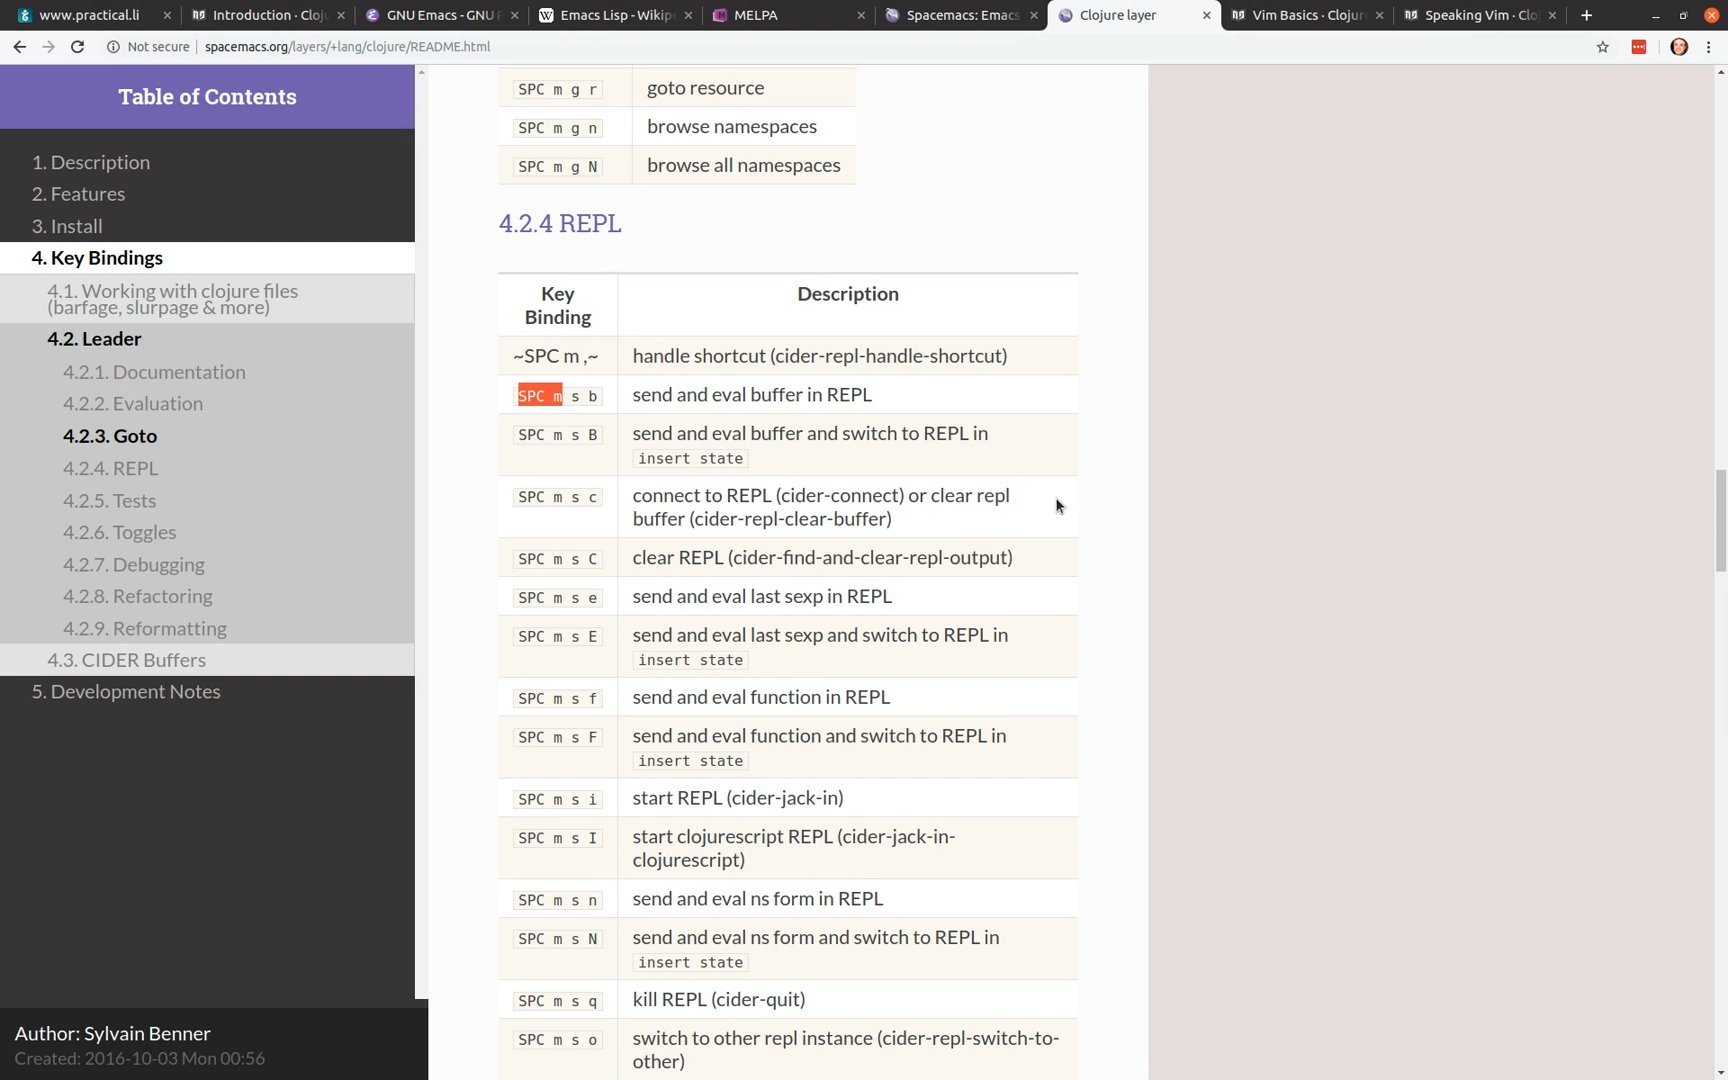 www.practical.li
Introduction · Cloj
GNU Emacs - GNU P
Emacs Lisp - Wikipe
MELPA
Spacemacs: Emacs
Clojure layer
Vim Basics · Clojur
Speaking Vim · Clo
Not secure
spacemacs.org/layers/+lang/clojure/README.html
Table of Contents
1. Description
2. Features
3. Install
4. Key Bindings
4.1. Working with clojure files
(barfage, slurpage & more)
4.2. Leader
4.2.1. Documentation
4.2.2. Evaluation
4.2.3. Goto
4.2.4. REPL
4.2.5. Tests
4.2.6. Toggles
4.2.7. Debugging
4.2.8. Refactoring
4.2.9. Reformatting
4.3. CIDER Buffers
5. Development Notes
Author: Sylvain Benner
Created: 2016-10-03 Mon 00:56
SPC m g r goto resource
SPC m g n browse namespaces
SPC m g N browse all namespaces
4.2.4 REPL
Key Description
Binding
~SPC m ,~ handle shortcut (cider-repl-handle-shortcut)
SPC m s b send and eval buffer in REPL
SPC m s B send and eval buffer and switch to REPL in
insert state
SPC m s c connect to REPL (cider-connect) or clear repl
buffer (cider-repl-clear-buffer)
SPC m s C clear REPL (cider-find-and-clear-repl-output)
SPC m s e send and eval last sexp in REPL
SPC m s E send and eval last sexp and switch to REPL in
insert state
SPC m s f send and eval function in REPL
SPC m s F send and eval function and switch to REPL in
insert state
SPC m s i start REPL (cider-jack-in)
SPC m s I start clojurescript REPL (cider-jack-in-
clojurescript)
SPC m s n send and eval ns form in REPL
SPC m s N send and eval ns form and switch to REPL in
insert state
SPC m s q kill REPL (cider-quit)
SPC m s o switch to other repl instance (cider-repl-switch-to-
other)